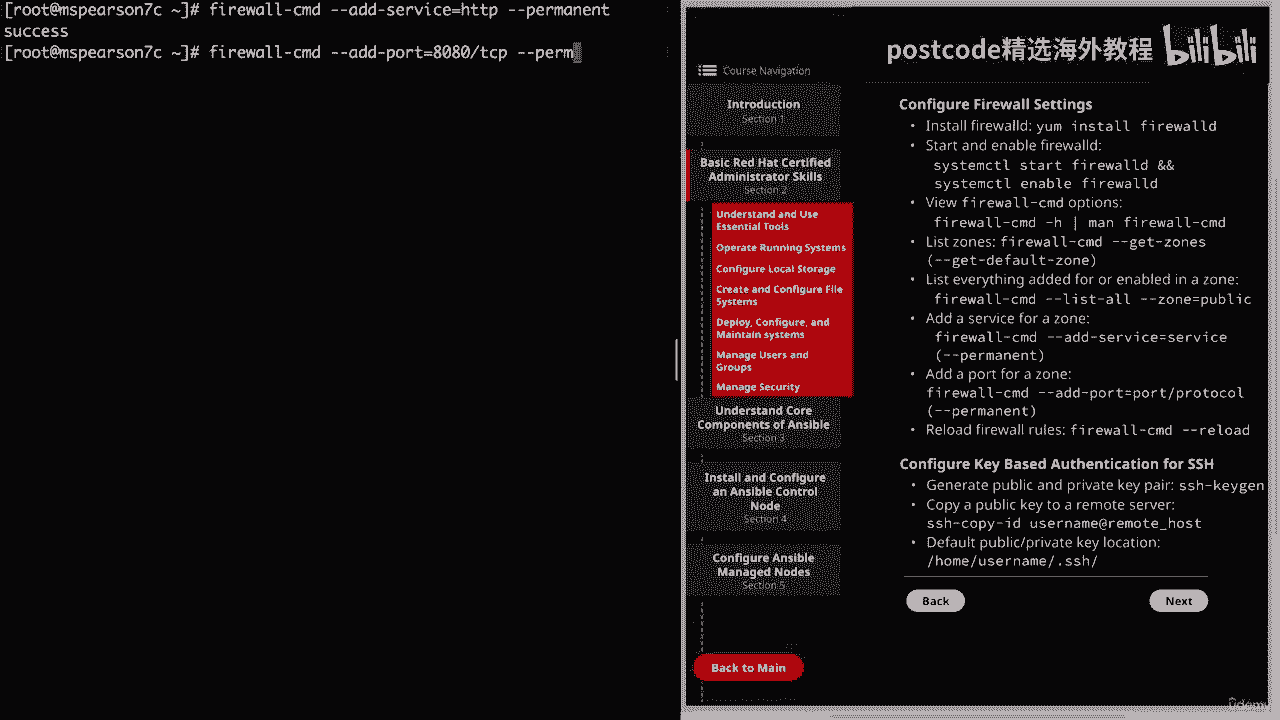 [root@mspearson7c ~]# firewall-cmd --add-service=http --permanent
success
[root@mspearson7c ~]# firewall-cmd --add-port=8080/tcp --perm
postcode精选海外教程 bilibili
Course Navigation
Introduction
Section 1
Basic Red Hat Certified
Administrator Skills
Section 2
Understand and Use
Essential Tools
Operate Running Systems
Configure Local Storage
Create and Configure File
Systems
Deploy, Configure, and
Maintain systems
Manage Users and
Groups
Manage Security
Understand Core
Components of Ansible
Section 3
Install and Configure
an Ansible Control
Node
Section 4
Configure Ansible
Managed Nodes
Section 5
Back to Main
Configure Firewall Settings
• Install firewalld: yum install firewalld
• Start and enable firewalld:
systemctl start firewalld &&
systemctl enable firewalld
• View firewall-cmd options:
firewall-cmd -h | man firewall-cmd
• List zones: firewall-cmd --get-zones
(--get-default-zone)
• List everything added for or enabled in a zone:
firewall-cmd --list-all --zone=public
• Add a service for a zone:
firewall-cmd --add-service=service
(--permanent)
• Add a port for a zone:
firewall-cmd --add-port=port/protocol
(--permanent)
• Reload firewall rules: firewall-cmd --reload
Configure Key Based Authentication for SSH
• Generate public and private key pair: ssh-keygen
• Copy a public key to a remote server:
ssh-copy-id username@remote_host
• Default public/private key location:
/home/username/.ssh/
Back
Next
Udemy